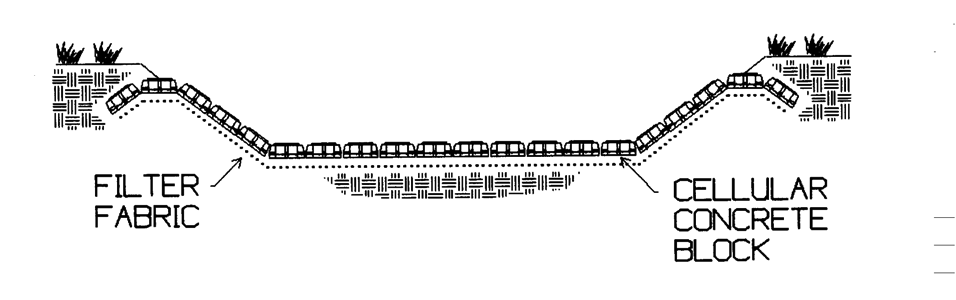 FILTER
FABRIC
CELLULAR
CONCRETE
BLOCK